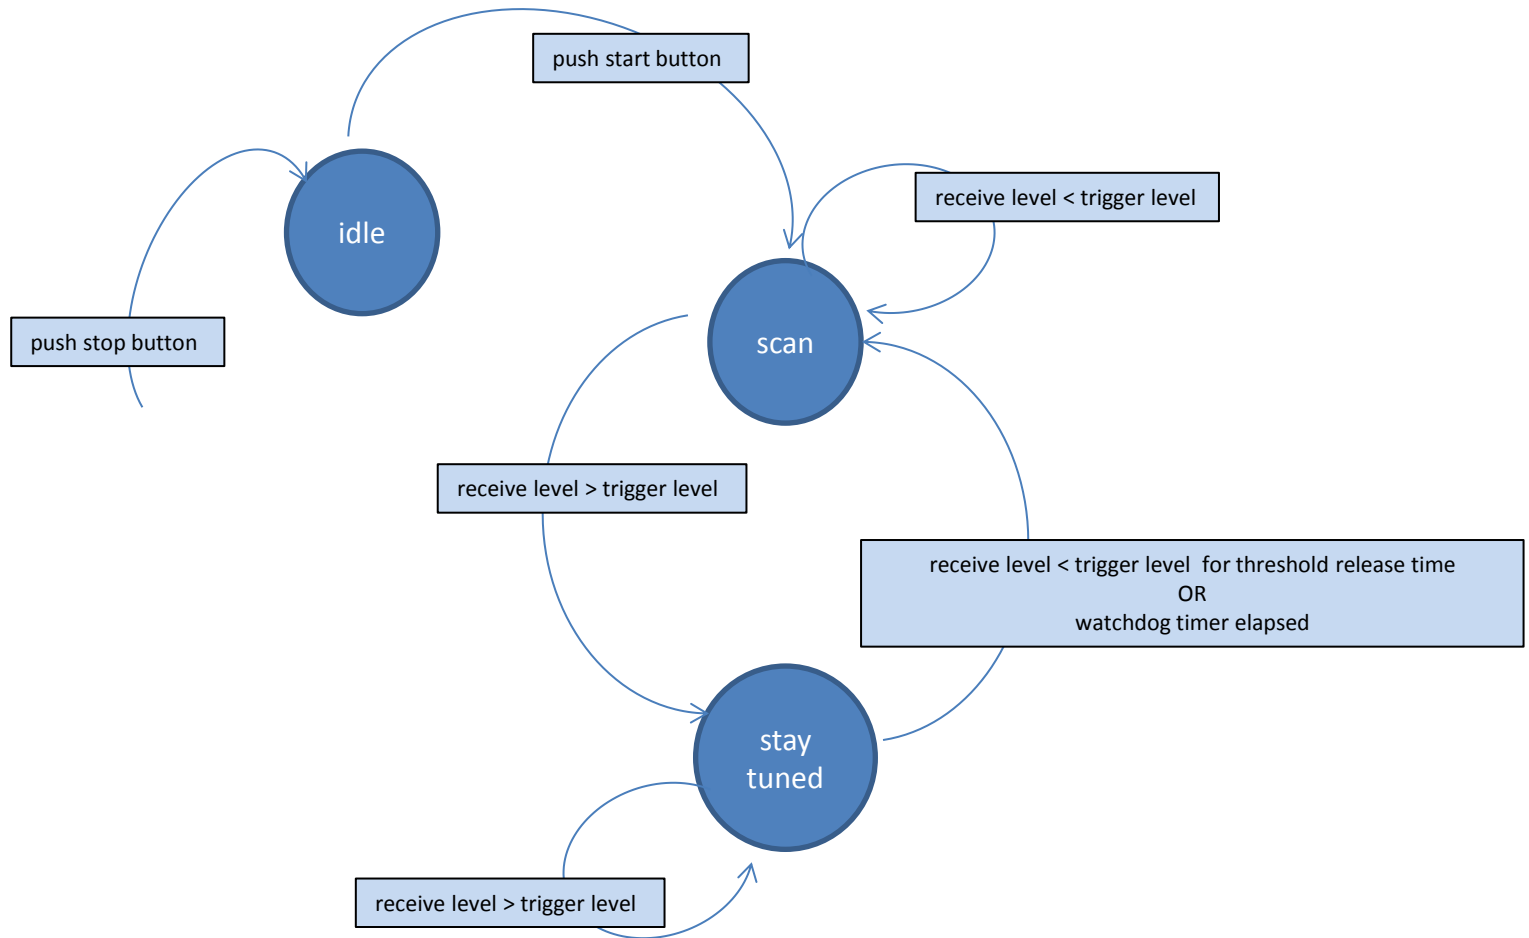 push start button
idle
receive level < trigger level
push stop button
scan
receive level > trigger level
receive level < trigger level for threshold release time
OR
watchdog timer elapsed
stay
tuned
receive level > trigger level